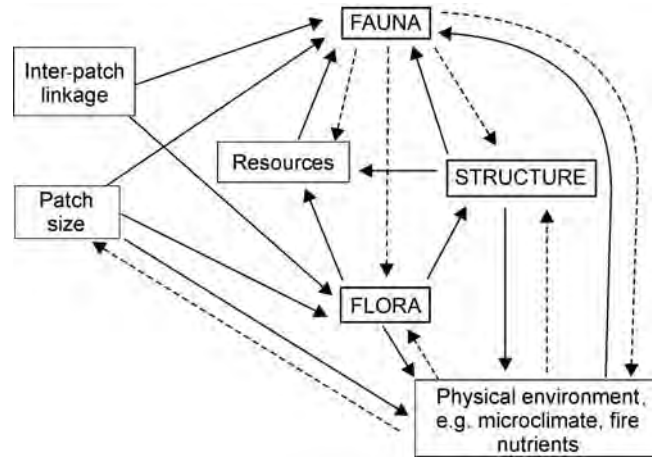 FAUNA
Inter-patch
linkage
Resources
STRUCTURE
Patch
size
FLORA
Physical environment,
e.g. microclimate, fire
nutrients